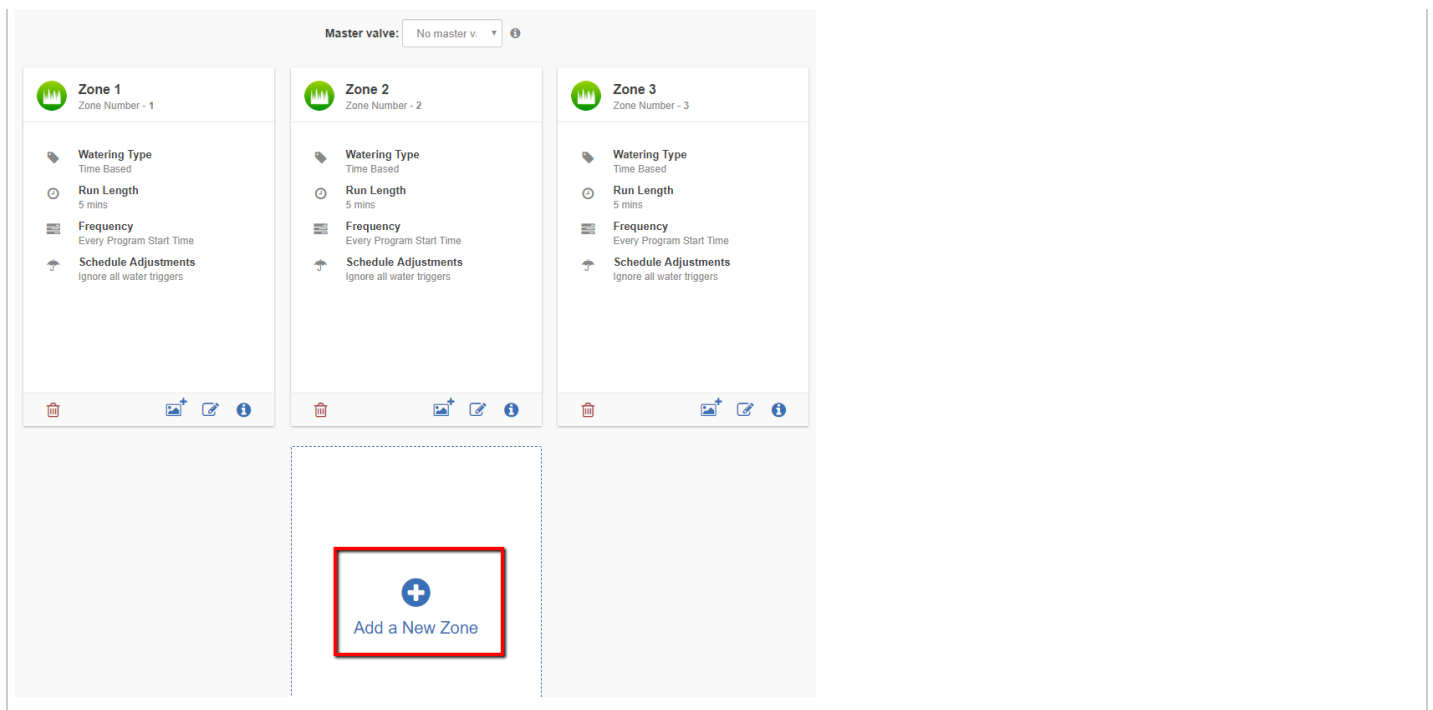 Master valve: No master v
Zone 1
Zone Number - 1
Watering Type
Time Based
Run Length
5 mins
Frequency
Every Program Start Time
Schedule Adjustments
Ignore all water triggers
Zone 2
Zone Number - 2
Watering Type
Time Based
Run Length
5 mins
Frequency
Every Program Start Time
Schedule Adjustments
Ignore all water triggers
Zone 3
Zone Number - 3
Watering Type
Time Based
Run Length
5 mins
Frequency
Every Program Start Time
Schedule Adjustments
Ignore all water triggers
Add a New Zone